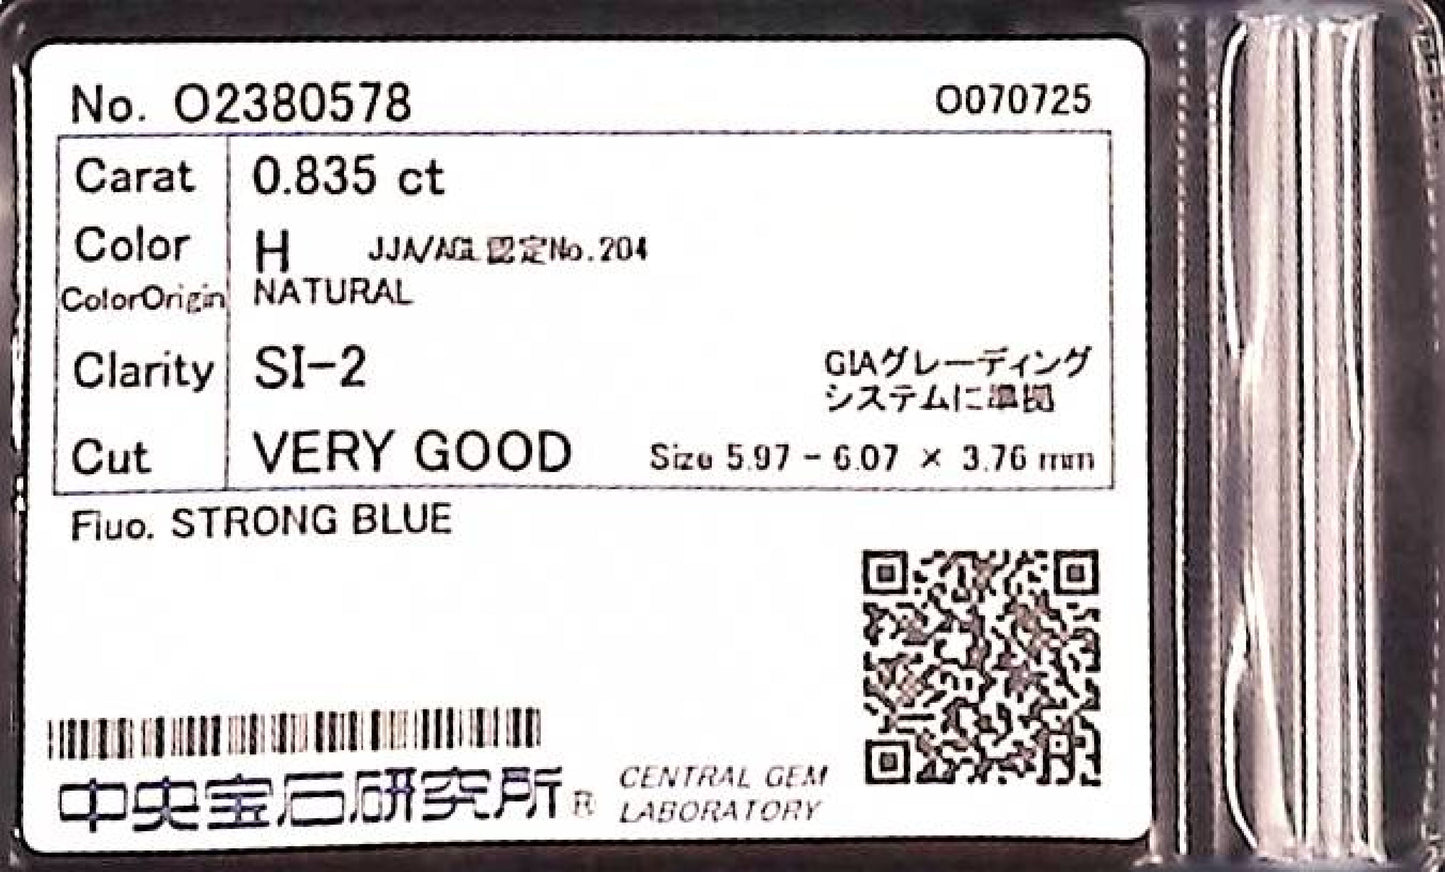 No. O2380578 O070725
Carat 0.835 ct
Color H JJA/AGL 認定No.204
ColorOrigin NATURAL
Clarity SI-2 GIAグレーディング
システムに準拠
Cut VERY GOOD Size 5.97 - 6.07 × 3.76 mm
Fluo. STRONG BLUE
中央宝石研究所® CENTRAL GEM
LABORATORY